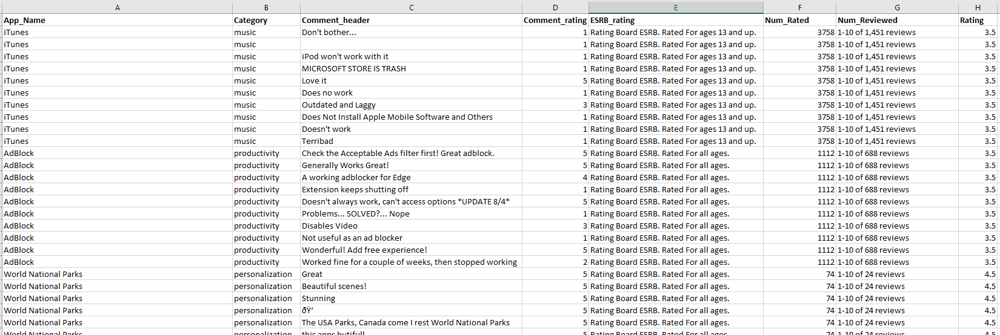 A B C D E F G H
App_Name Category Comment_header Comment_rating ESRB_rating Num_Rated Num_Reviewed Rating
iTunes music Don't bother... 1 Rating Board ESRB. Rated For ages 13 and up. 3758 1-10 of 1,451 reviews 3.5
iTunes music 1 Rating Board ESRB. Rated For ages 13 and up. 3758 1-10 of 1,451 reviews 3.5
iTunes music iPod won't work with it 1 Rating Board ESRB. Rated For ages 13 and up. 3758 1-10 of 1,451 reviews 3.5
iTunes music MICROSOFT STORE IS TRASH 1 Rating Board ESRB. Rated For ages 13 and up. 3758 1-10 of 1,451 reviews 3.5
iTunes music Love it 5 Rating Board ESRB. Rated For ages 13 and up. 3758 1-10 of 1,451 reviews 3.5
iTunes music Does no work 1 Rating Board ESRB. Rated For ages 13 and up. 3758 1-10 of 1,451 reviews 3.5
iTunes music Outdated and Laggy 3 Rating Board ESRB. Rated For ages 13 and up. 3758 1-10 of 1,451 reviews 3.5
iTunes music Does Not Install Apple Mobile Software and Others 1 Rating Board ESRB. Rated For ages 13 and up. 3758 1-10 of 1,451 reviews 3.5
iTunes music Doesn't work 1 Rating Board ESRB. Rated For ages 13 and up. 3758 1-10 of 1,451 reviews 3.5
iTunes music Terribad 1 Rating Board ESRB. Rated For ages 13 and up. 3758 1-10 of 1,451 reviews 3.5
AdBlock productivity Check the Acceptable Ads filter first! Great adblock. 5 Rating Board ESRB. Rated For all ages. 1112 1-10 of 688 reviews 3.5
AdBlock productivity Generally Works Great! 5 Rating Board ESRB. Rated For all ages. 1112 1-10 of 688 reviews 3.5
AdBlock productivity A working adblocker for Edge 4 Rating Board ESRB. Rated For all ages. 1112 1-10 of 688 reviews 3.5
AdBlock productivity Extension keeps shutting off 1 Rating Board ESRB. Rated For all ages. 1112 1-10 of 688 reviews 3.5
AdBlock productivity Doesn't always work, can't access options *UPDATE 8/4* 5 Rating Board ESRB. Rated For all ages. 1112 1-10 of 688 reviews 3.5
AdBlock productivity Problems... SOLVED?... Nope 1 Rating Board ESRB. Rated For all ages. 1112 1-10 of 688 reviews 3.5
AdBlock productivity Disables Video 3 Rating Board ESRB. Rated For all ages. 1112 1-10 of 688 reviews 3.5
AdBlock productivity Not useful as an ad blocker 1 Rating Board ESRB. Rated For all ages. 1112 1-10 of 688 reviews 3.5
AdBlock productivity Wonderful! Add free experience! 5 Rating Board ESRB. Rated For all ages. 1112 1-10 of 688 reviews 3.5
AdBlock productivity Worked fine for a couple of weeks, then stopped working 2 Rating Board ESRB. Rated For all ages. 1112 1-10 of 688 reviews 3.5
World National Parks personalization Great 5 Rating Board ESRB. Rated For all ages. 74 1-10 of 24 reviews 4.5
World National Parks personalization Beautiful scenes! 5 Rating Board ESRB. Rated For all ages. 74 1-10 of 24 reviews 4.5
World National Parks personalization Stunning 5 Rating Board ESRB. Rated For all ages. 74 1-10 of 24 reviews 4.5
World National Parks personalization ðŸ‘ 5 Rating Board ESRB. Rated For all ages. 74 1-10 of 24 reviews 4.5
World National Parks personalization The USA Parks, Canada come I rest World National Parks 5 Rating Board ESRB. Rated For all ages. 74 1-10 of 24 reviews 4.5
World National Parks personalization this apps butifull 5 Rating Board ESRB. Rated For all ages. 74 1-10 of 24 reviews 4.5